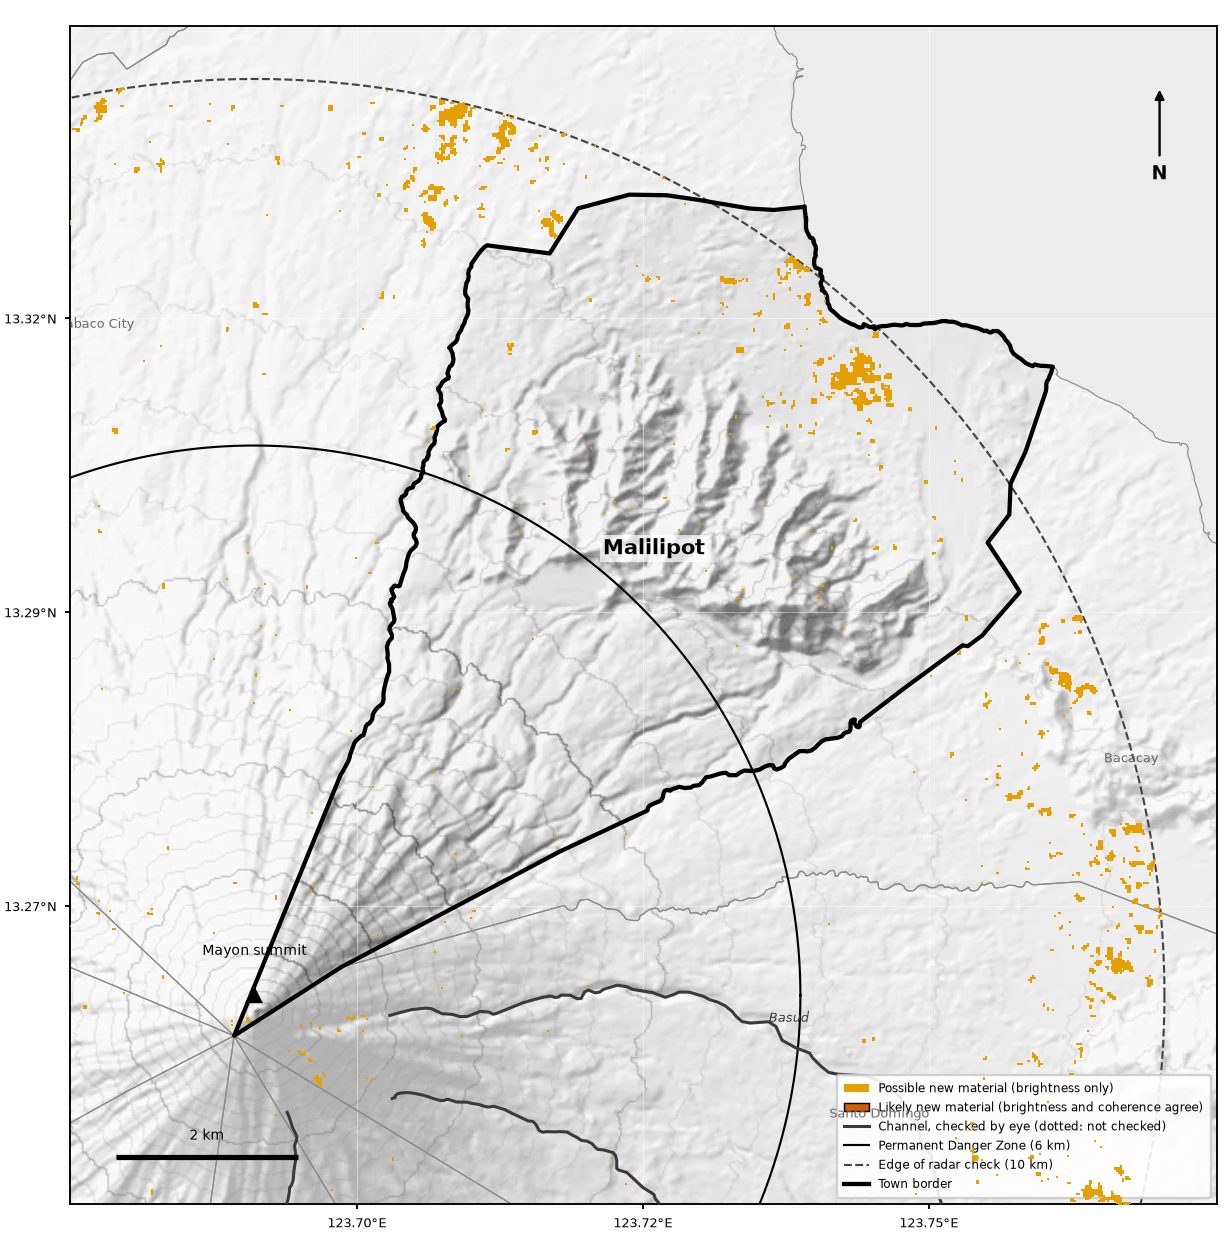 N
13.32°N
abaco City
Malilipot
13.29°N
Bacacay
13.27°N
Mayon summit
Basud
Santo Domingo
2 km
Possible new material (brightness only)
Likely new material (brightness and coherence agree)
Channel, checked by eye (dotted: not checked)
Permanent Danger Zone (6 km)
Edge of radar check (10 km)
Town border
123.70°E
123.72°E
123.75°E